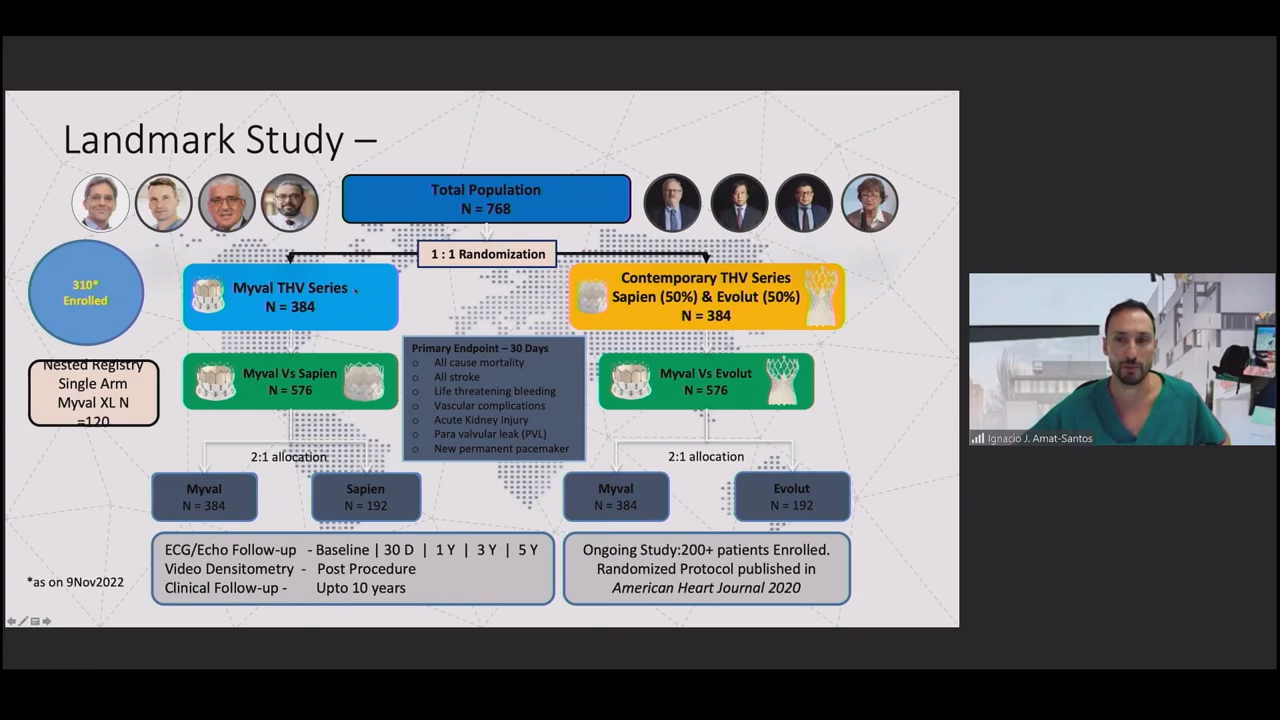 Landmark Study –
Total Population
N = 768
1 : 1 Randomization
310*
Enrolled
Myval THV Series
N = 384
Contemporary THV Series
Sapien (50%) & Evolut (50%)
N = 384
Nested Registry
Single Arm
Myval XL N
=120
Myval Vs Sapien
N = 576
Primary Endpoint – 30 Days
o All cause mortality
o All stroke
o Life threatening bleeding
o Vascular complications
o Acute Kidney Injury
o Para valvular leak (PVL)
o New permanent pacemaker
Myval Vs Evolut
N = 576
2:1 allocation
2:1 allocation
Myval
N = 384
Sapien
N = 192
Myval
N = 384
Evolut
N = 192
ECG/Echo Follow-up - Baseline | 30 D | 1 Y | 3 Y | 5 Y
Video Densitometry - Post Procedure
Clinical Follow-up - Upto 10 years
Ongoing Study:200+ patients Enrolled.
Randomized Protocol published in
American Heart Journal 2020
*as on 9Nov2022
Ignacio J. Amat-Santos